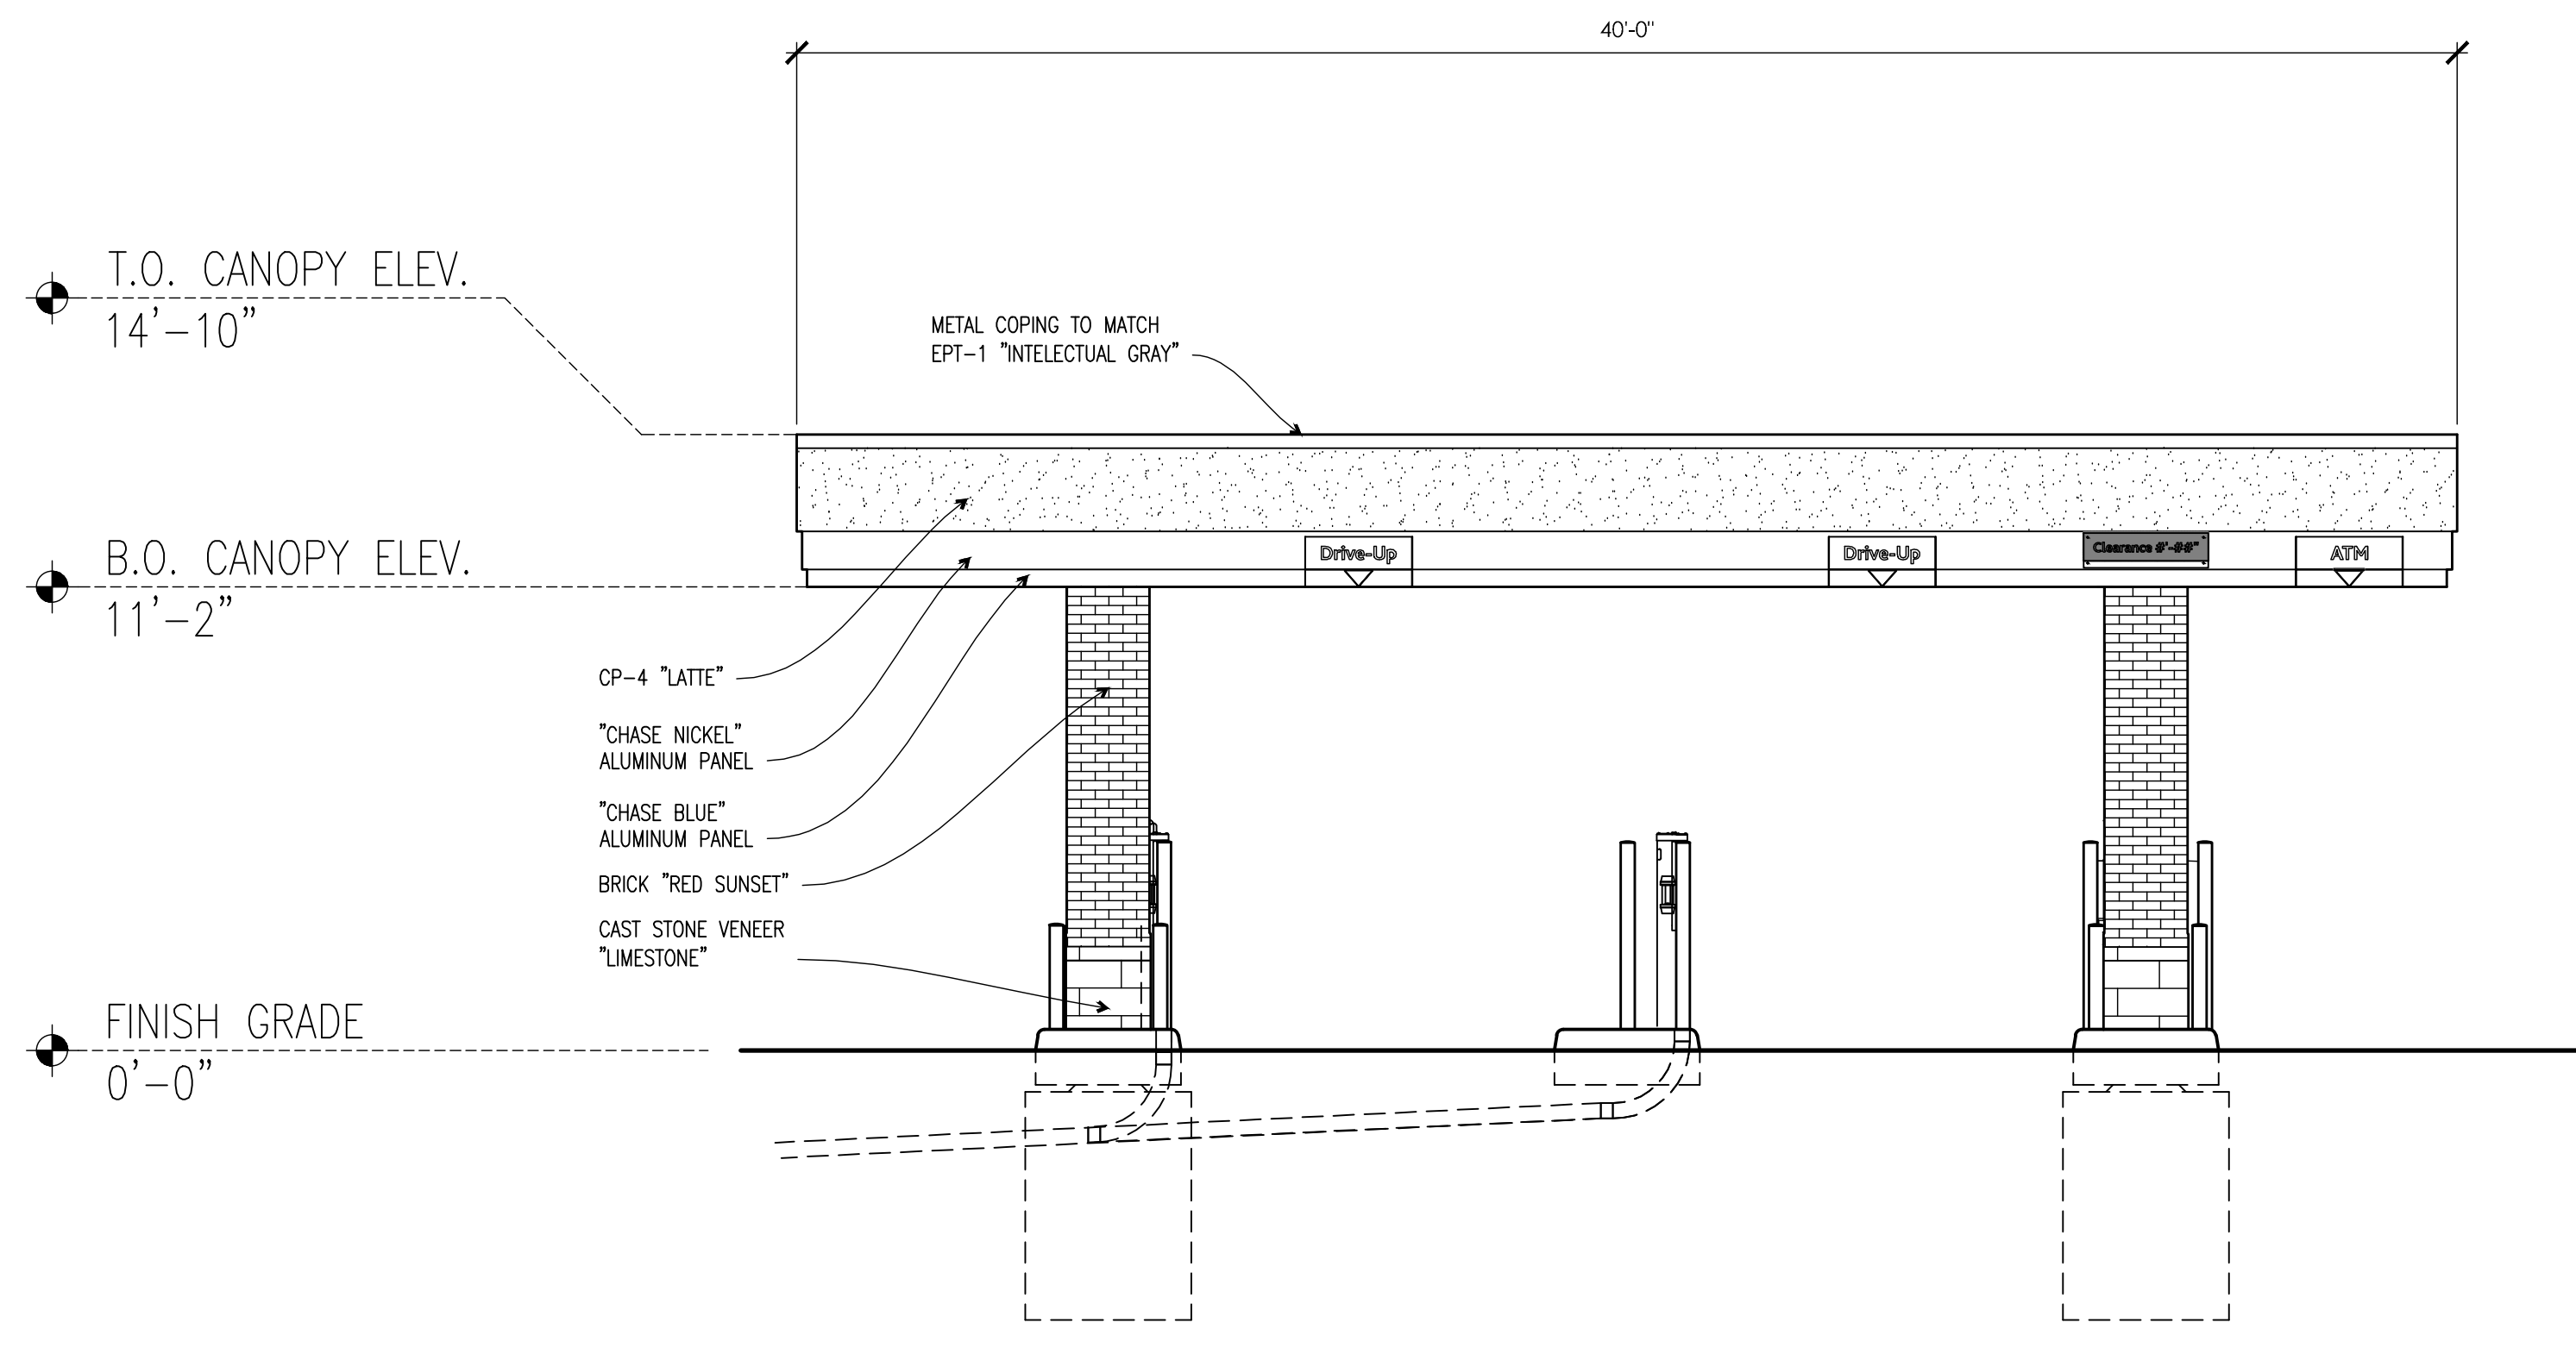 40'-0"
T.O. CANOPY ELEV.
14'-10"
METAL COPING TO MATCH
EPT-1 "INTELECTUAL GRAY"
B.O. CANOPY ELEV.
11'-2"
Drive-Up
Drive-Up
Clearance #'-##"
ATM
CP-4 "LATTE"
"CHASE NICKEL"
ALUMINUM PANEL
"CHASE BLUE"
ALUMINUM PANEL
BRICK "RED SUNSET"
CAST STONE VENEER
"LIMESTONE"
FINISH GRADE
0'-0"